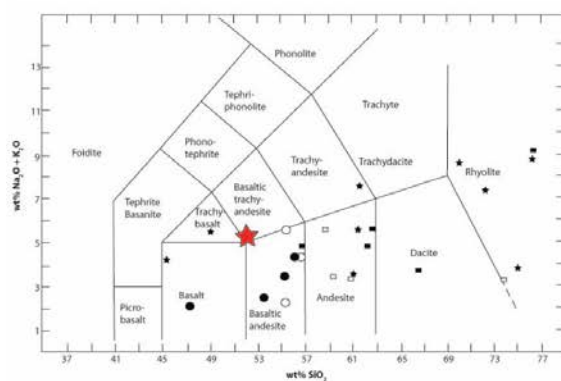 wt% Na₂O + K₂O
13
11
9
7
5
3
1
Phonolite
Tephri-
phonolite
Trachyte
Foidite
Phono-
tephrite
Trachy-
andesite
Trachydacite
Rhyolite
Tephrite
Basanite
Basaltic
trachy-
andesite
Trachy-
basalt
Dacite
Picro-
basalt
Basalt
Basaltic
andesite
Andesite
37 41 45 49 53 57 61 65 69 72 75 77
wt% SiO₂